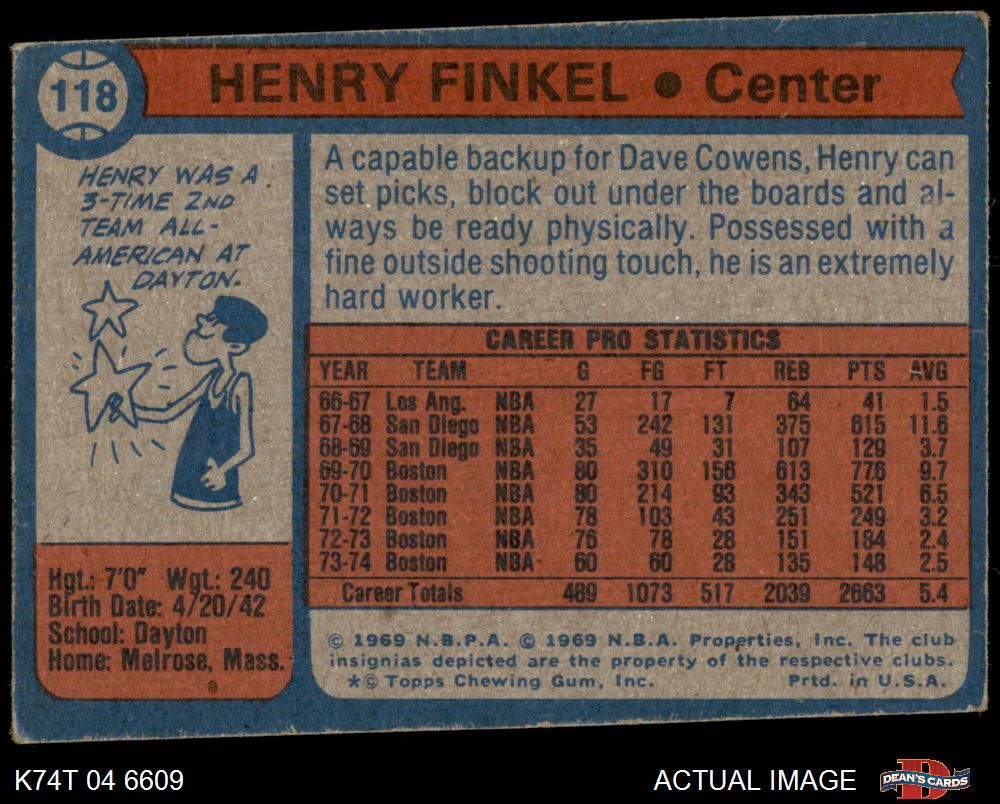 118
HENRY FINKEL • Center
HENRY WAS A
3-TIME 2ND
TEAM ALL-
AMERICAN AT
DAYTON.
A capable backup for Dave Cowens, Henry can
set picks, block out under the boards and al-
ways be ready physically. Possessed with a
fine outside shooting touch, he is an extremely
hard worker.
CAREER PRO STATISTICS
YEAR TEAM G FG FT REB PTS AVG
66-67 Los Ang. NBA 27 17 7 64 41 1.5
67-68 San Diego NBA 53 242 131 375 615 11.6
68-69 San Diego NBA 35 49 31 107 129 3.7
69-70 Boston NBA 80 310 156 613 776 9.7
70-71 Boston NBA 80 214 93 343 521 6.5
71-72 Boston NBA 78 103 43 251 249 3.2
72-73 Boston NBA 76 78 28 151 184 2.4
73-74 Boston NBA 60 60 28 135 148 2.5
Career Totals 489 1073 517 2039 2663 5.4
Hgt.: 7'0" Wgt.: 240
Birth Date: 4/20/42
School: Dayton
Home: Melrose, Mass.
© 1969 N.B.P.A. © 1969 N.B.A. Properties, Inc. The club
insignias depicted are the property of the respective clubs.
*© Topps Chewing Gum, Inc. Prtd. in U.S.A.
K74T 04 6609 ACTUAL IMAGE
DEAN'S CARDS